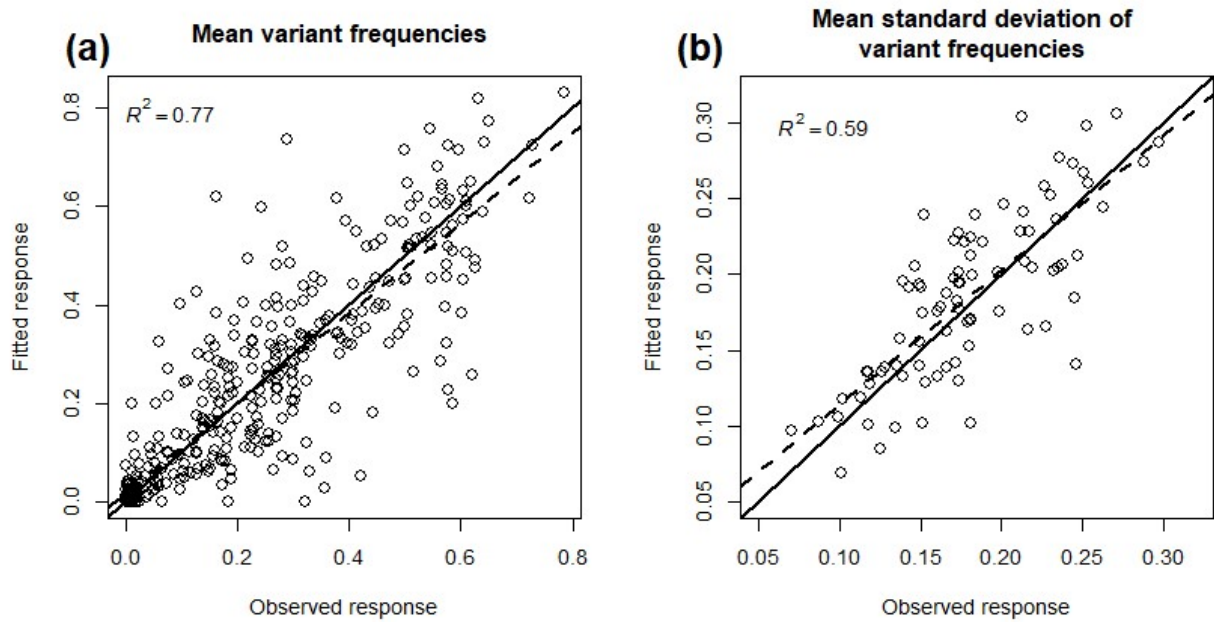 (a)
Mean variant frequencies
R² = 0.77
Fitted response
0.8
0.6
0.4
0.2
0.0
0.0 0.2 0.4 0.6 0.8
Observed response
(b)
Mean standard deviation of
variant frequencies
R² = 0.59
Fitted response
0.30
0.25
0.20
0.15
0.10
0.05
0.05 0.10 0.15 0.20 0.25 0.30
Observed response